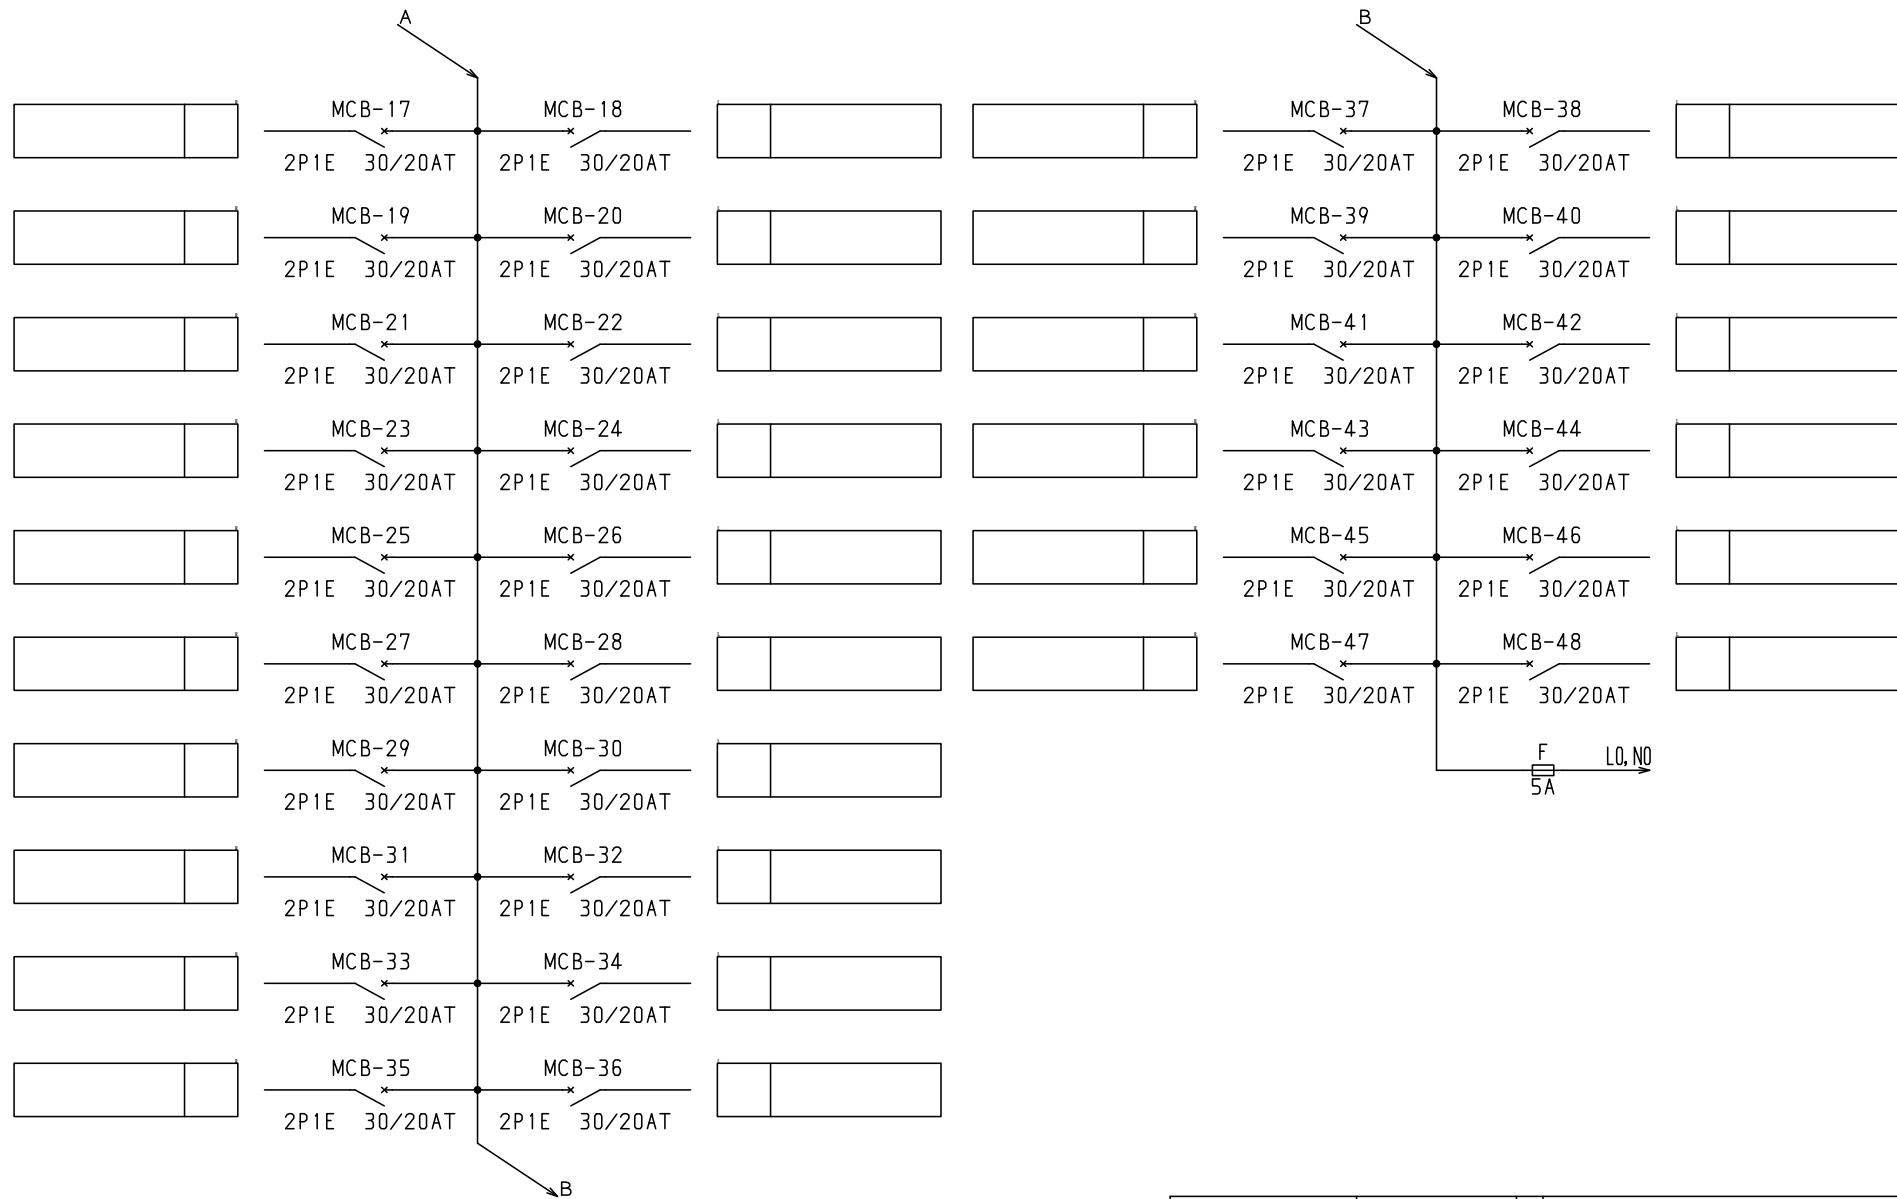 A
MCB-17 MCB-18
2P1E 30/20AT 2P1E 30/20AT
MCB-19 MCB-20
2P1E 30/20AT 2P1E 30/20AT
MCB-21 MCB-22
2P1E 30/20AT 2P1E 30/20AT
MCB-23 MCB-24
2P1E 30/20AT 2P1E 30/20AT
MCB-25 MCB-26
2P1E 30/20AT 2P1E 30/20AT
MCB-27 MCB-28
2P1E 30/20AT 2P1E 30/20AT
MCB-29 MCB-30
2P1E 30/20AT 2P1E 30/20AT
MCB-31 MCB-32
2P1E 30/20AT 2P1E 30/20AT
MCB-33 MCB-34
2P1E 30/20AT 2P1E 30/20AT
MCB-35 MCB-36
2P1E 30/20AT 2P1E 30/20AT
B
B
MCB-37 MCB-38
2P1E 30/20AT 2P1E 30/20AT
MCB-39 MCB-40
2P1E 30/20AT 2P1E 30/20AT
MCB-41 MCB-42
2P1E 30/20AT 2P1E 30/20AT
MCB-43 MCB-44
2P1E 30/20AT 2P1E 30/20AT
MCB-45 MCB-46
2P1E 30/20AT 2P1E 30/20AT
MCB-47 MCB-48
2P1E 30/20AT 2P1E 30/20AT
F L0,N0
5A